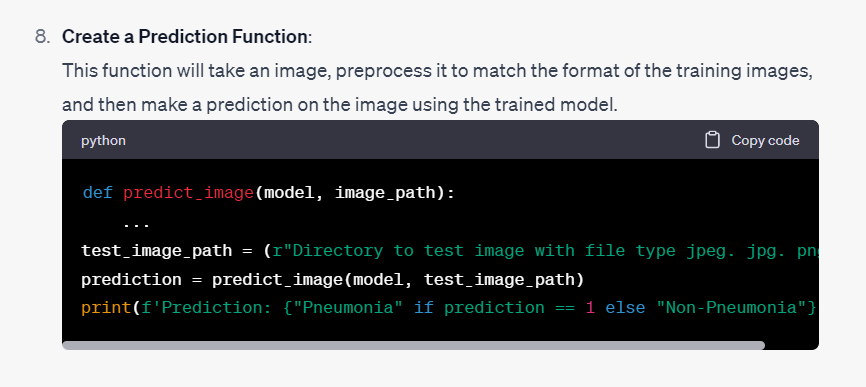 8. Create a Prediction Function:
This function will take an image, preprocess it to match the format of the training images,
and then make a prediction on the image using the trained model.
python
Copy code
def predict_image(model, image_path):
    ...
test_image_path = (r"Directory to test image with file type jpeg. jpg. pn
prediction = predict_image(model, test_image_path)
print(f'Prediction: {"Pneumonia" if prediction == 1 else "Non-Pneumonia"}